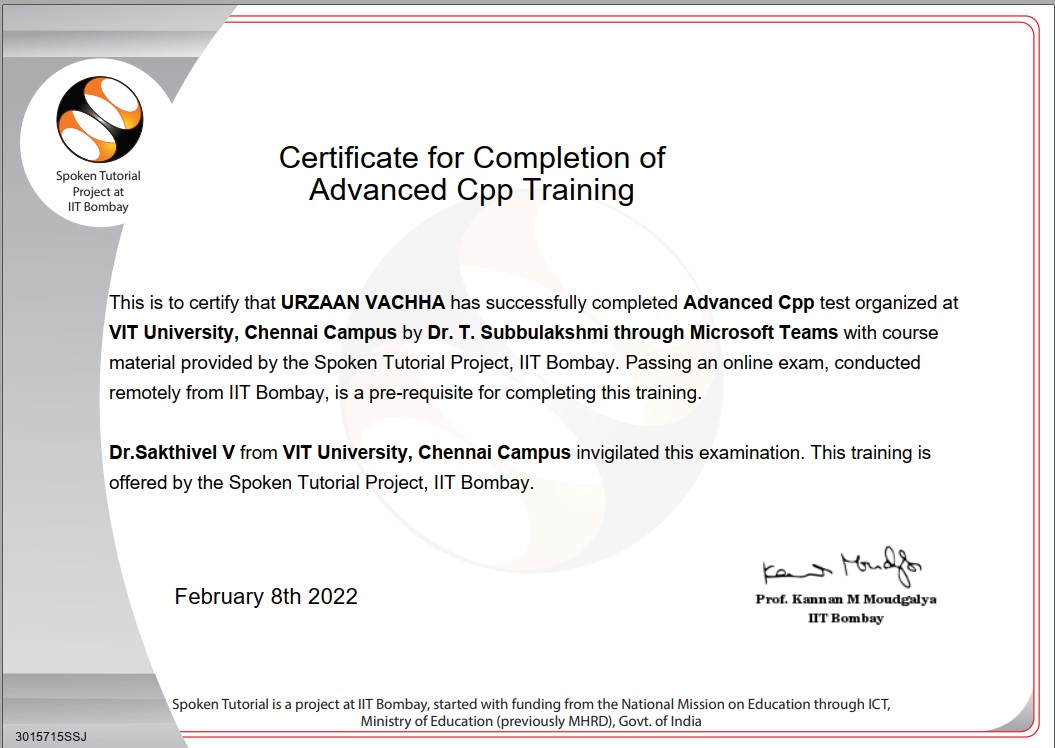 Spoken Tutorial
Project at
IIT Bombay
Certificate for Completion of
Advanced Cpp Training
This is to certify that URZAAN VACHHA has successfully completed Advanced Cpp test organized at
VIT University, Chennai Campus by Dr. T. Subbulakshmi through Microsoft Teams with course
material provided by the Spoken Tutorial Project, IIT Bombay. Passing an online exam, conducted
remotely from IIT Bombay, is a pre-requisite for completing this training.
Dr.Sakthivel V from VIT University, Chennai Campus invigilated this examination. This training is
offered by the Spoken Tutorial Project, IIT Bombay.
February 8th 2022
Kannan Moudgalya
Prof. Kannan M Moudgalya
IIT Bombay
Spoken Tutorial is a project at IIT Bombay, started with funding from the National Mission on Education through ICT,
Ministry of Education (previously MHRD), Govt. of India
3015715SSJ